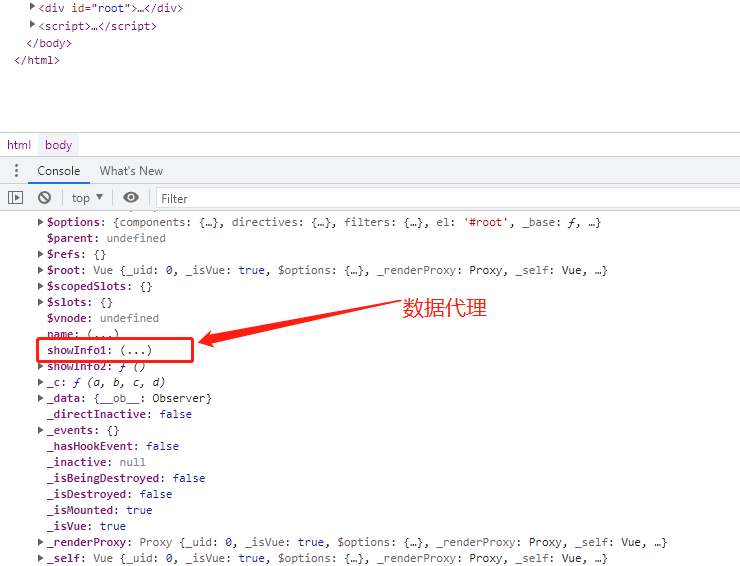 <div id="root">…</div>
<script>…</script>
</body>
</html>
html body
Console What's New
top ▼ Filter
$options: {components: {…}, directives: {…}, filters: {…}, el: '#root', _base: ƒ, …}
$parent: undefined
$refs: {}
$root: Vue {_uid: 0, _isVue: true, $options: {…}, _renderProxy: Proxy, _self: Vue, …}
$scopedSlots: {}
$slots: {}
$vnode: undefined
数据代理
name: (...)
showInfo1: (...)
showInfo2: ƒ ()
_c: ƒ (a, b, c, d)
_data: {__ob__: Observer}
_directInactive: false
_events: {}
_hasHookEvent: false
_inactive: null
_isBeingDestroyed: false
_isDestroyed: false
_isMounted: true
_isVue: true
_renderProxy: Proxy {_uid: 0, _isVue: true, $options: {…}, _renderProxy: Proxy, _self: Vue, …}
_self: Vue {_uid: 0, _isVue: true, $options: {…}, _renderProxy: Proxy, _self: Vue, …}